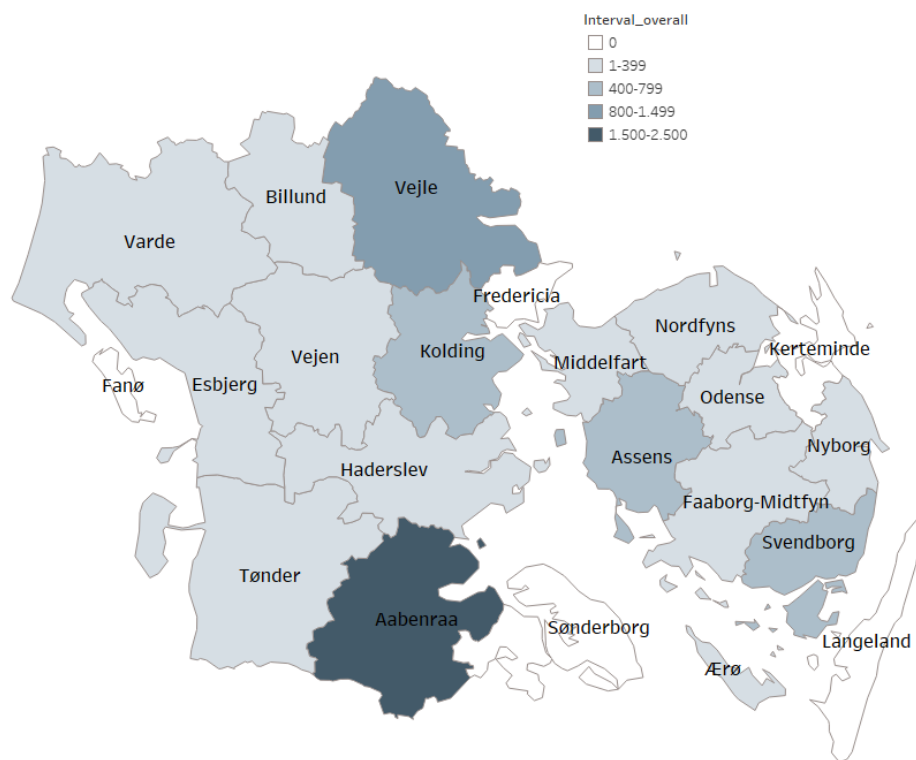 Interval_overall
0
1-399
400-799
800-1.499
1.500-2.500
Vejle
Billund
Varde
Fredericia
Nordfyns
Kerteminde
Kolding
Vejen
Middelfart
Fanø
Esbjerg
Odense
Nyborg
Assens
Haderslev
Faaborg-Midtfyn
Svendborg
Tønder
Aabenraa
Sønderborg
Langeland
Ærø